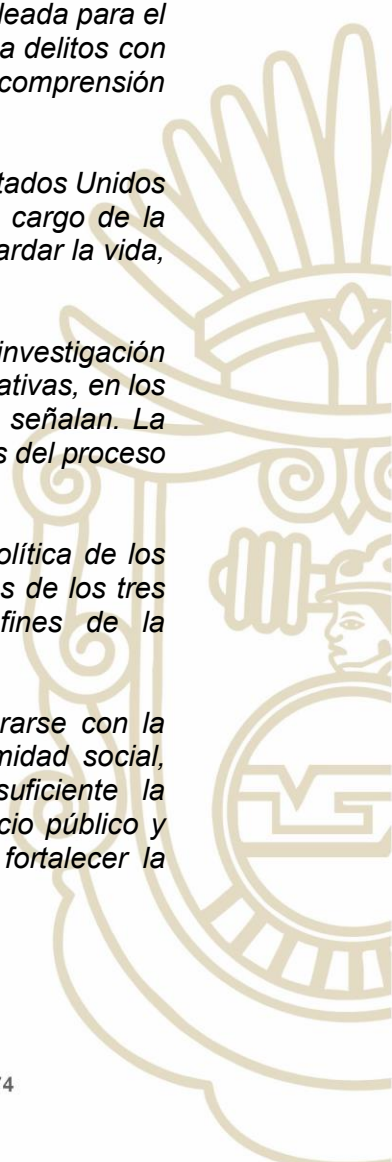 leada para el
a delitos con
comprensión
tados Unidos
cargo de la
ardar la vida,
investigación
ativas, en los
señalan. La
s del proceso
olítica de los
s de los tres
fines de la
rarse con la
midad social,
suficiente la
cio público y
fortalecer la
74